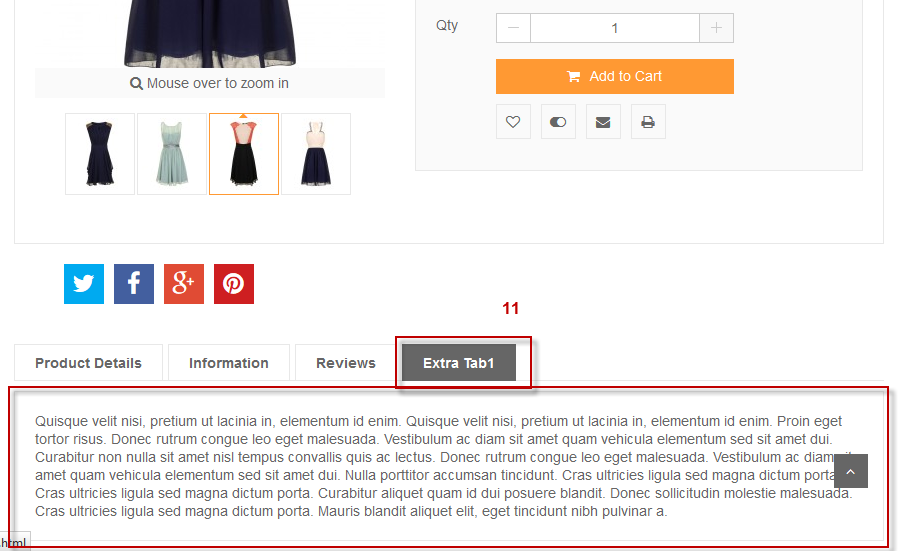 Qty
1
Add to Cart
Mouse over to zoom in
11
Product Details
Information
Reviews
Extra Tab1
Quisque velit nisi, pretium ut lacinia in, elementum id enim. Quisque velit nisi, pretium ut lacinia in, elementum id enim. Proin eget
tortor risus. Donec rutrum congue leo eget malesuada. Vestibulum ac diam sit amet quam vehicula elementum sed sit amet dui.
Curabitur non nulla sit amet nisl tempus convallis quis ac lectus. Donec rutrum congue leo eget malesuada. Vestibulum ac diam
amet quam vehicula elementum sed sit amet dui. Nulla porttitor accumsan tincidunt. Cras ultricies ligula sed magna dictum porta
Cras ultricies ligula sed magna dictum porta. Curabitur aliquet quam id dui posuere blandit. Donec sollicitudin molestie malesuada.
Cras ultricies ligula sed magna dictum porta. Mauris blandit aliquet elit, eget tincidunt nibh pulvinar a.
html